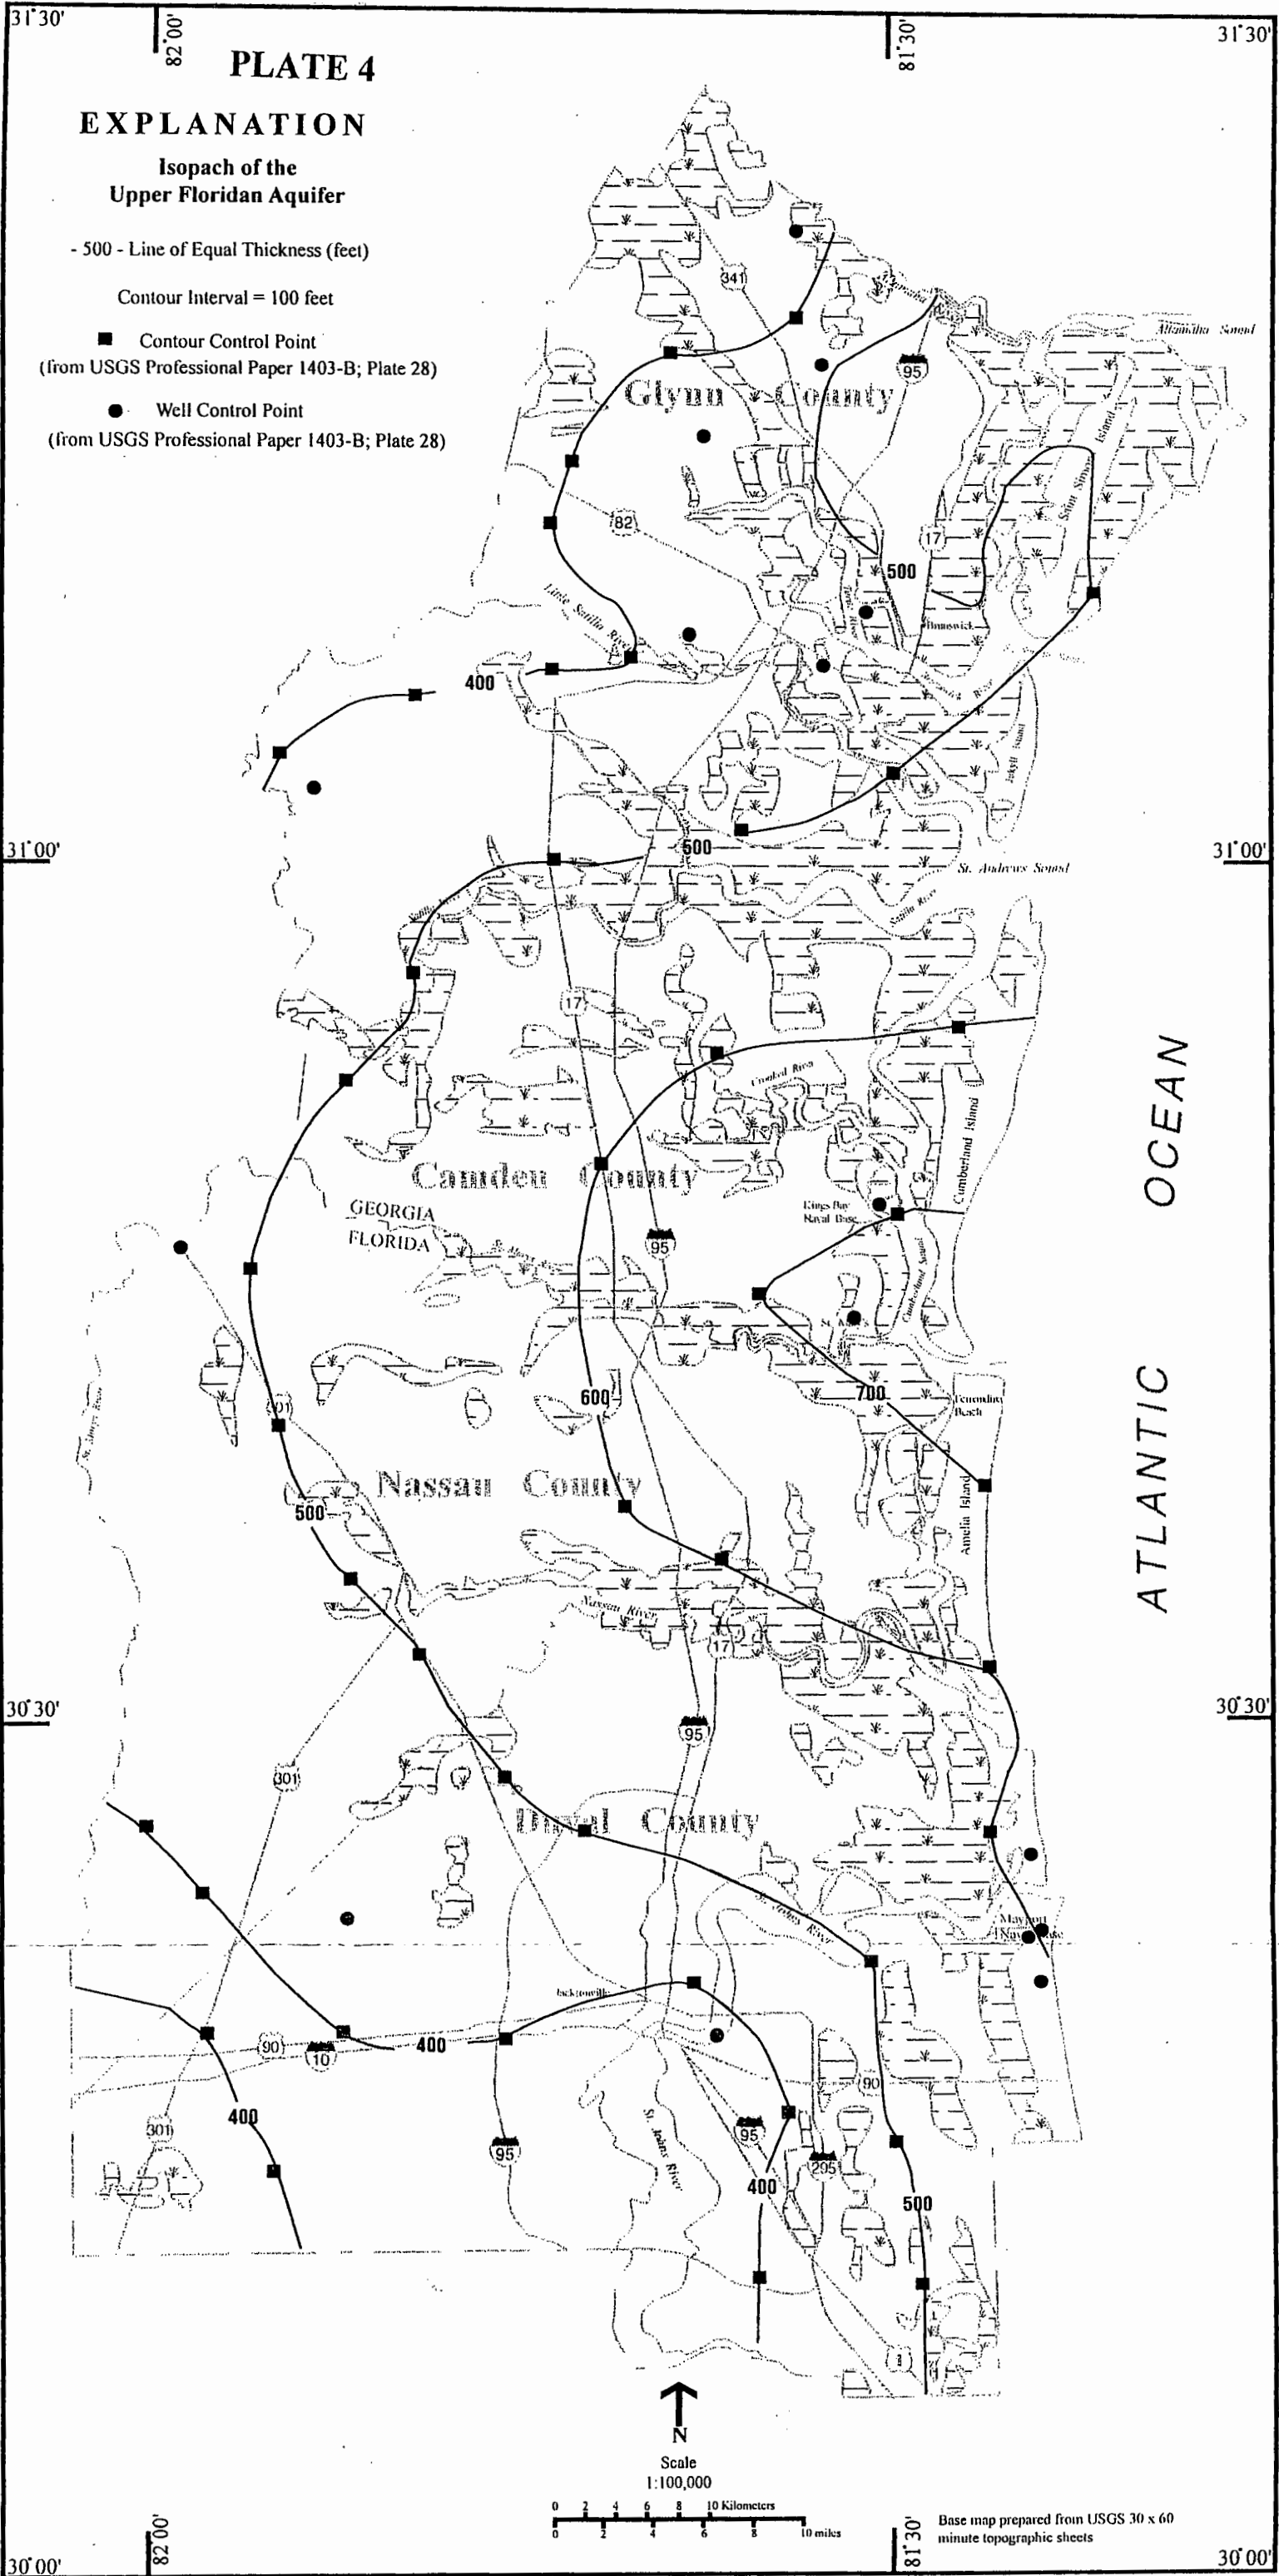 31°30'
82°00'
81°30'
31°30'
PLATE 4
EXPLANATION
Isopach of the
Upper Floridan Aquifer
- 500 - Line of Equal Thickness (feet)
Contour Interval = 100 feet
Contour Control Point
(from USGS Professional Paper 1403-B; Plate 28)
Well Control Point
(from USGS Professional Paper 1403-B; Plate 28)
341
Altamaha Sound
95
Glynn County
Island
82
17
500
Brunswick
Little Satilla River
400
Jekyll Island
31°00'
500
31°00'
St. Andrews Sound
Satilla River
17
OCEAN
Crooked River
Cumberland Island
Camden County
GEORGIA
FLORIDA
Kings Bay
Naval Base
95
Cumberland Sound
ATLANTIC
700
Fernandina
Beach
600
Nassau County
500
Amelia Island
Nassau River
17
30°30'
30°30'
95
301
Duval County
St. Johns River
Mayport
Jacksonville
90
10
400
90
400
301
95
95
295
St. Johns River
400
500
N
Scale
1:100,000
0 2 4 6 8 10 Kilometers
0 2 4 6 8 10 miles
Base map prepared from USGS 30 x 60
minute topographic sheets
30°00'
82°00'
81°30'
30°00'